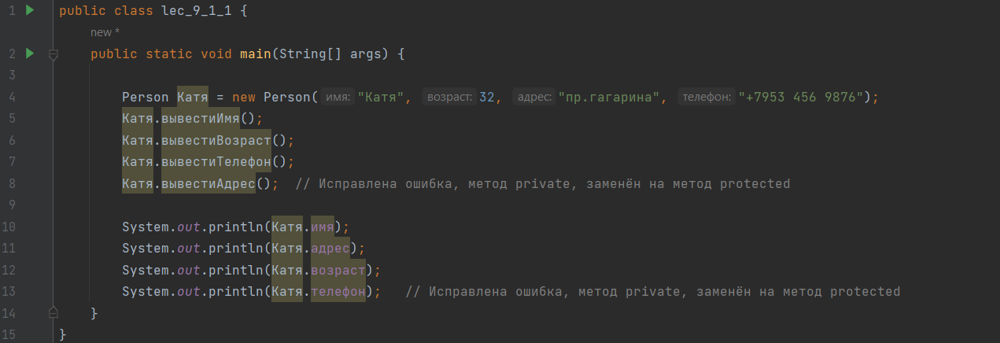 1 public class lec_9_1_1 {
new *
2 public static void main(String[] args) {
3
4 Person Катя = new Person( имя: "Катя", возраст: 32, адрес: "пр.гагарина", телефон: "+7953 456 9876");
5 Катя.вывестиИмя();
6 Катя.вывестиВозраст();
7 Катя.вывестиТелефон();
8 Катя.вывестиАдрес(); // Исправлена ошибка, метод private, заменён на метод protected
9
10 System.out.println(Катя.имя);
11 System.out.println(Катя.адрес);
12 System.out.println(Катя.возраст);
13 System.out.println(Катя.телефон); // Исправлена ошибка, метод private, заменён на метод protected
14 }
15 }